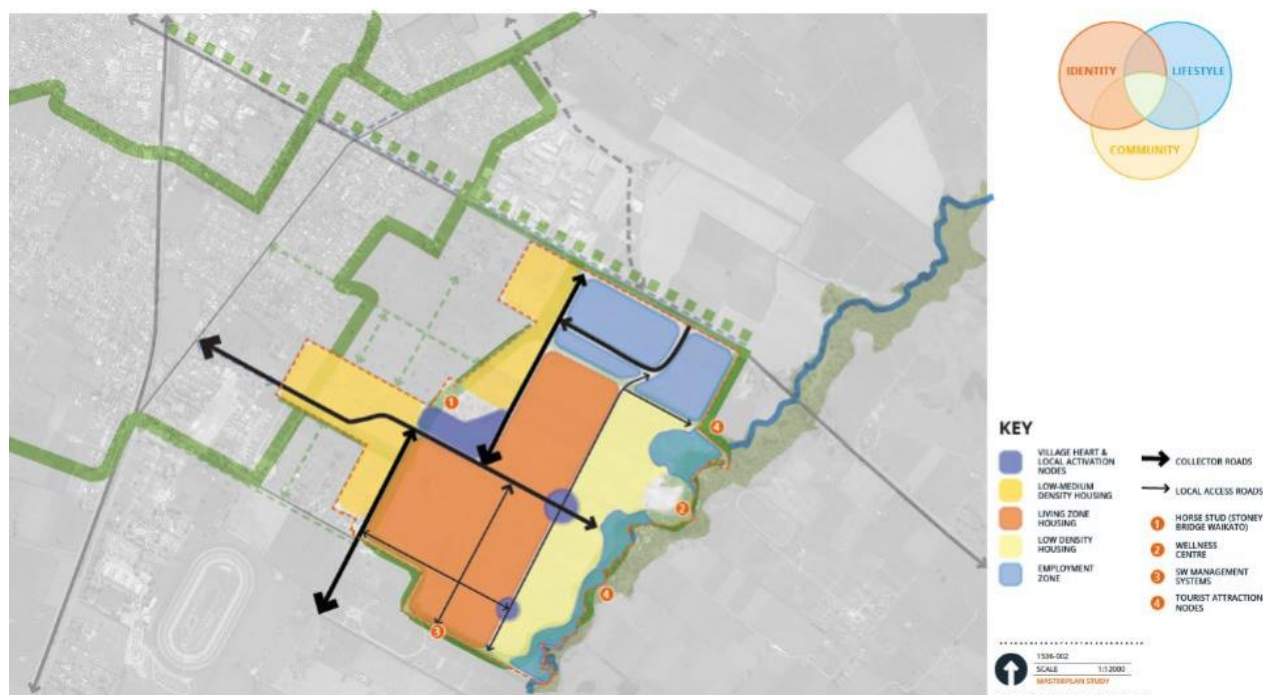 IDENTITY
LIFESTYLE
COMMUNITY
1
4
2
4
3
KEY
VILLAGE HEART &
LOCAL ACTIVATION
NODES
LOW-MEDIUM
DENSITY HOUSING
LIVING ZONE
HOUSING
LOW DENSITY
HOUSING
EMPLOYMENT
ZONE
COLLECTOR ROADS
LOCAL ACCESS ROADS
1 HORSE STUD (STONEY
BRIDGE WAIKATO)
2 WELLNESS
CENTRE
3 SW MANAGEMENT
SYSTEMS
4 TOURIST ATTRACTION
NODES
1536-002
SCALE 1:12000
MASTERPLAN STUDY